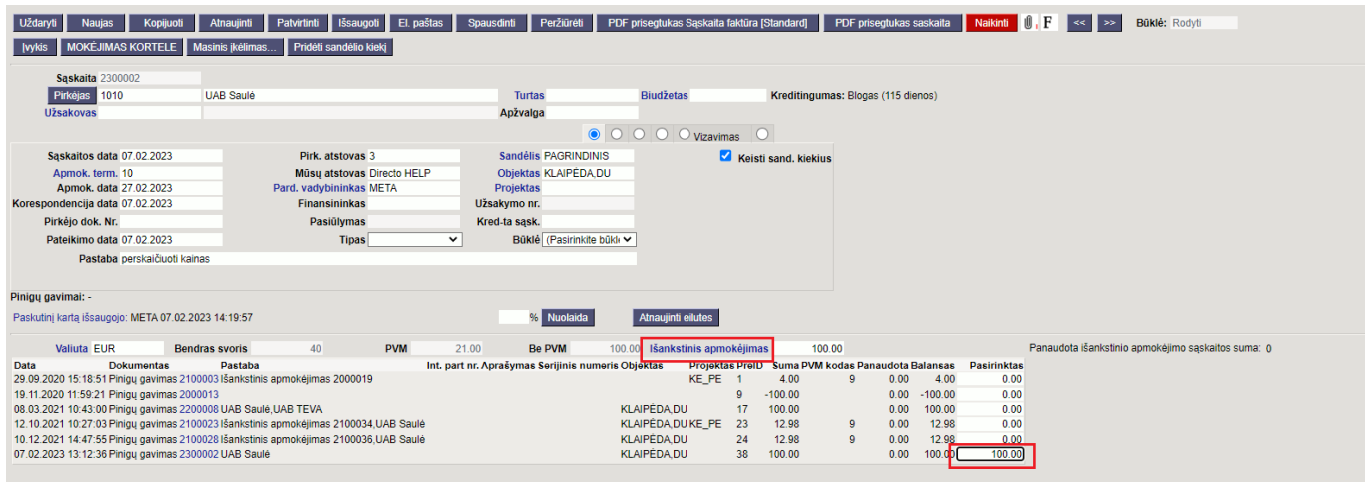 Uždaryti Naujas Kopijuoti Atnaujinti Patvirtinti Išsaugoti El. paštas Spausdinti Peržiūrėti PDF prisegtukas Sąskaita faktūra [Standard] PDF prisegtukas saskaita Naikinti F << >> Būklė: Rodyti
Įvykis MOKĖJIMAS KORTELE Masinis įkėlimas... Pridėti sandėlio kiekį
Sąskaita 2300002
Pirkėjas 1010 UAB Saulė Turtas Biudžetas Kreditingumas: Blogas (115 dienos)
Užsakovas Apžvalga
Vizavimas
Sąskaitos data 07.02.2023 Pirk. atstovas 3 Sandėlis PAGRINDINIS Keisti sand. kiekius
Apmok. term. 10 Mūsų atstovas Directo HELP Objektas KLAIPĖDA,DU
Apmok. data 27.02.2023 Pard. vadybininkas META Projektas
Korespondencija data 07.02.2023 Finansininkas Užsakymo nr.
Pirkėjo dok. Nr. Pasiūlymas Kred-ta sąsk.
Pateikimo data 07.02.2023 Tipas Būklė (Pasirinkite būkl
Pastaba perskaičiuoti kainas
Pinigų gavimai: -
Paskutinį kartą išsaugojo: META 07.02.2023 14:19:57 % Nuolaida Atnaujinti eilutes
Valiuta EUR Bendras svoris 40 PVM 21.00 Be PVM 100.00 Išankstinis apmokėjimas 100.00 Panaudota išankstinio apmokėjimo sąskaitos suma: 0
Data Dokumentas Pastaba Int. part nr. Aprašymas Serijinis numeris Objektas Projektas PreID Suma PVM kodas Panaudota Balansas Pasirinktas
29.09.2020 15:18:51 Pinigų gavimas 2100003 Išankstinis apmokėjimas 2000019 KE_PE 1 4.00 9 0.00 4.00 0.00
19.11.2020 11:59:21 Pinigų gavimas 2000013 9 -100.00 0.00 -100.00 0.00
08.03.2021 10:43:00 Pinigų gavimas 2200008 UAB Saulė,UAB TEVA KLAIPĖDA,DU 17 100.00 0.00 100.00 0.00
12.10.2021 10:27:03 Pinigų gavimas 2100023 Išankstinis apmokėjimas 2100034,UAB Saulė KLAIPĖDA,DU KE_PE 23 12.98 9 0.00 12.98 0.00
10.12.2021 14:47:55 Pinigų gavimas 2100028 Išankstinis apmokėjimas 2100036,UAB Saulė KLAIPĖDA,DU 24 12.98 9 0.00 12.98 0.00
07.02.2023 13:12:36 Pinigų gavimas 2300002 UAB Saulė KLAIPĖDA,DU 38 100.00 0.00 100.00 100.00